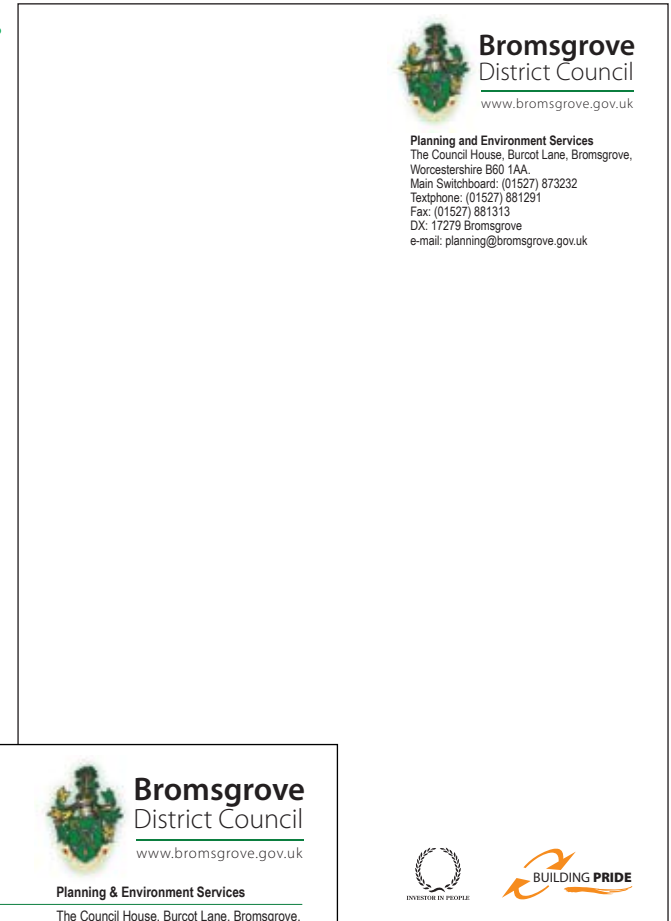 Bromsgrove
District Council
www.bromsgrove.gov.uk
Planning and Environment Services
The Council House, Burcot Lane, Bromsgrove,
Worcestershire B60 1AA.
Main Switchboard: (01527) 873232
Textphone: (01527) 881291
Fax: (01527) 881313
DX: 17279 Bromsgrove
e-mail: planning@bromsgrove.gov.uk
Bromsgrove
District Council
www.bromsgrove.gov.uk
Planning & Environment Services
The Council House, Burcot Lane, Bromsgrove,
INVESTOR IN PEOPLE
BUILDING PRIDE